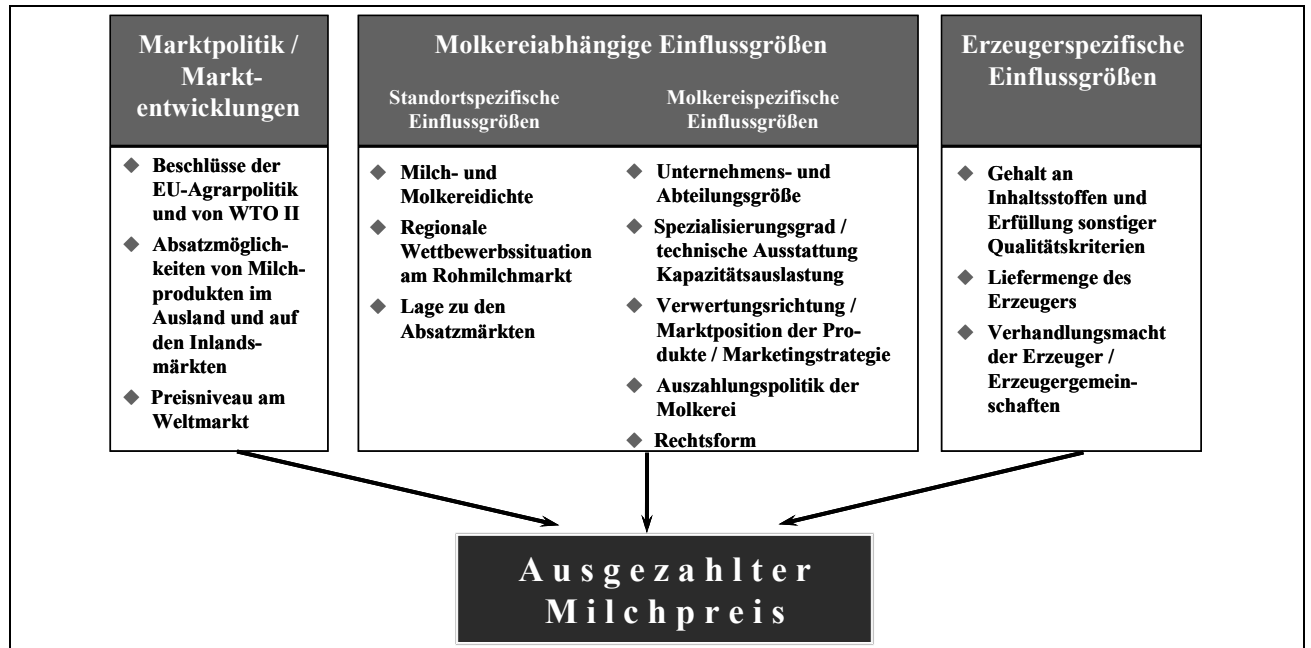 Marktpolitik /
Markt-
entwicklungen
◆ Beschlüsse der
EU-Agrarpolitik
und von WTO II
◆ Absatzmöglich-
keiten von Milch-
produkten im
Ausland und auf
den Inlands-
märkten
◆ Preisniveau am
Weltmarkt
Molkereiabhängige Einflussgrößen
Standortspezifische
Einflussgrößen
◆ Milch- und
Molkereidichte
◆ Regionale
Wettbewerbssituation
am Rohmilchmarkt
◆ Lage zu den
Absatzmärkten
Molkereispezifische
Einflussgrößen
◆ Unternehmens- und
Abteilungsgröße
◆ Spezialisierungsgrad /
technische Ausstattung
Kapazitätsauslastung
◆ Verwertungsrichtung /
Marktposition der Pro-
dukte / Marketingstrategie
◆ Auszahlungspolitik der
Molkerei
◆ Rechtsform
Erzeugerspezifische
Einflussgrößen
◆ Gehalt an
Inhaltsstoffen und
Erfüllung sonstiger
Qualitätskriterien
◆ Liefermenge des
Erzeugers
◆ Verhandlungsmacht
der Erzeuger /
Erzeugergemein-
schaften
Ausgezahlter
Milchpreis